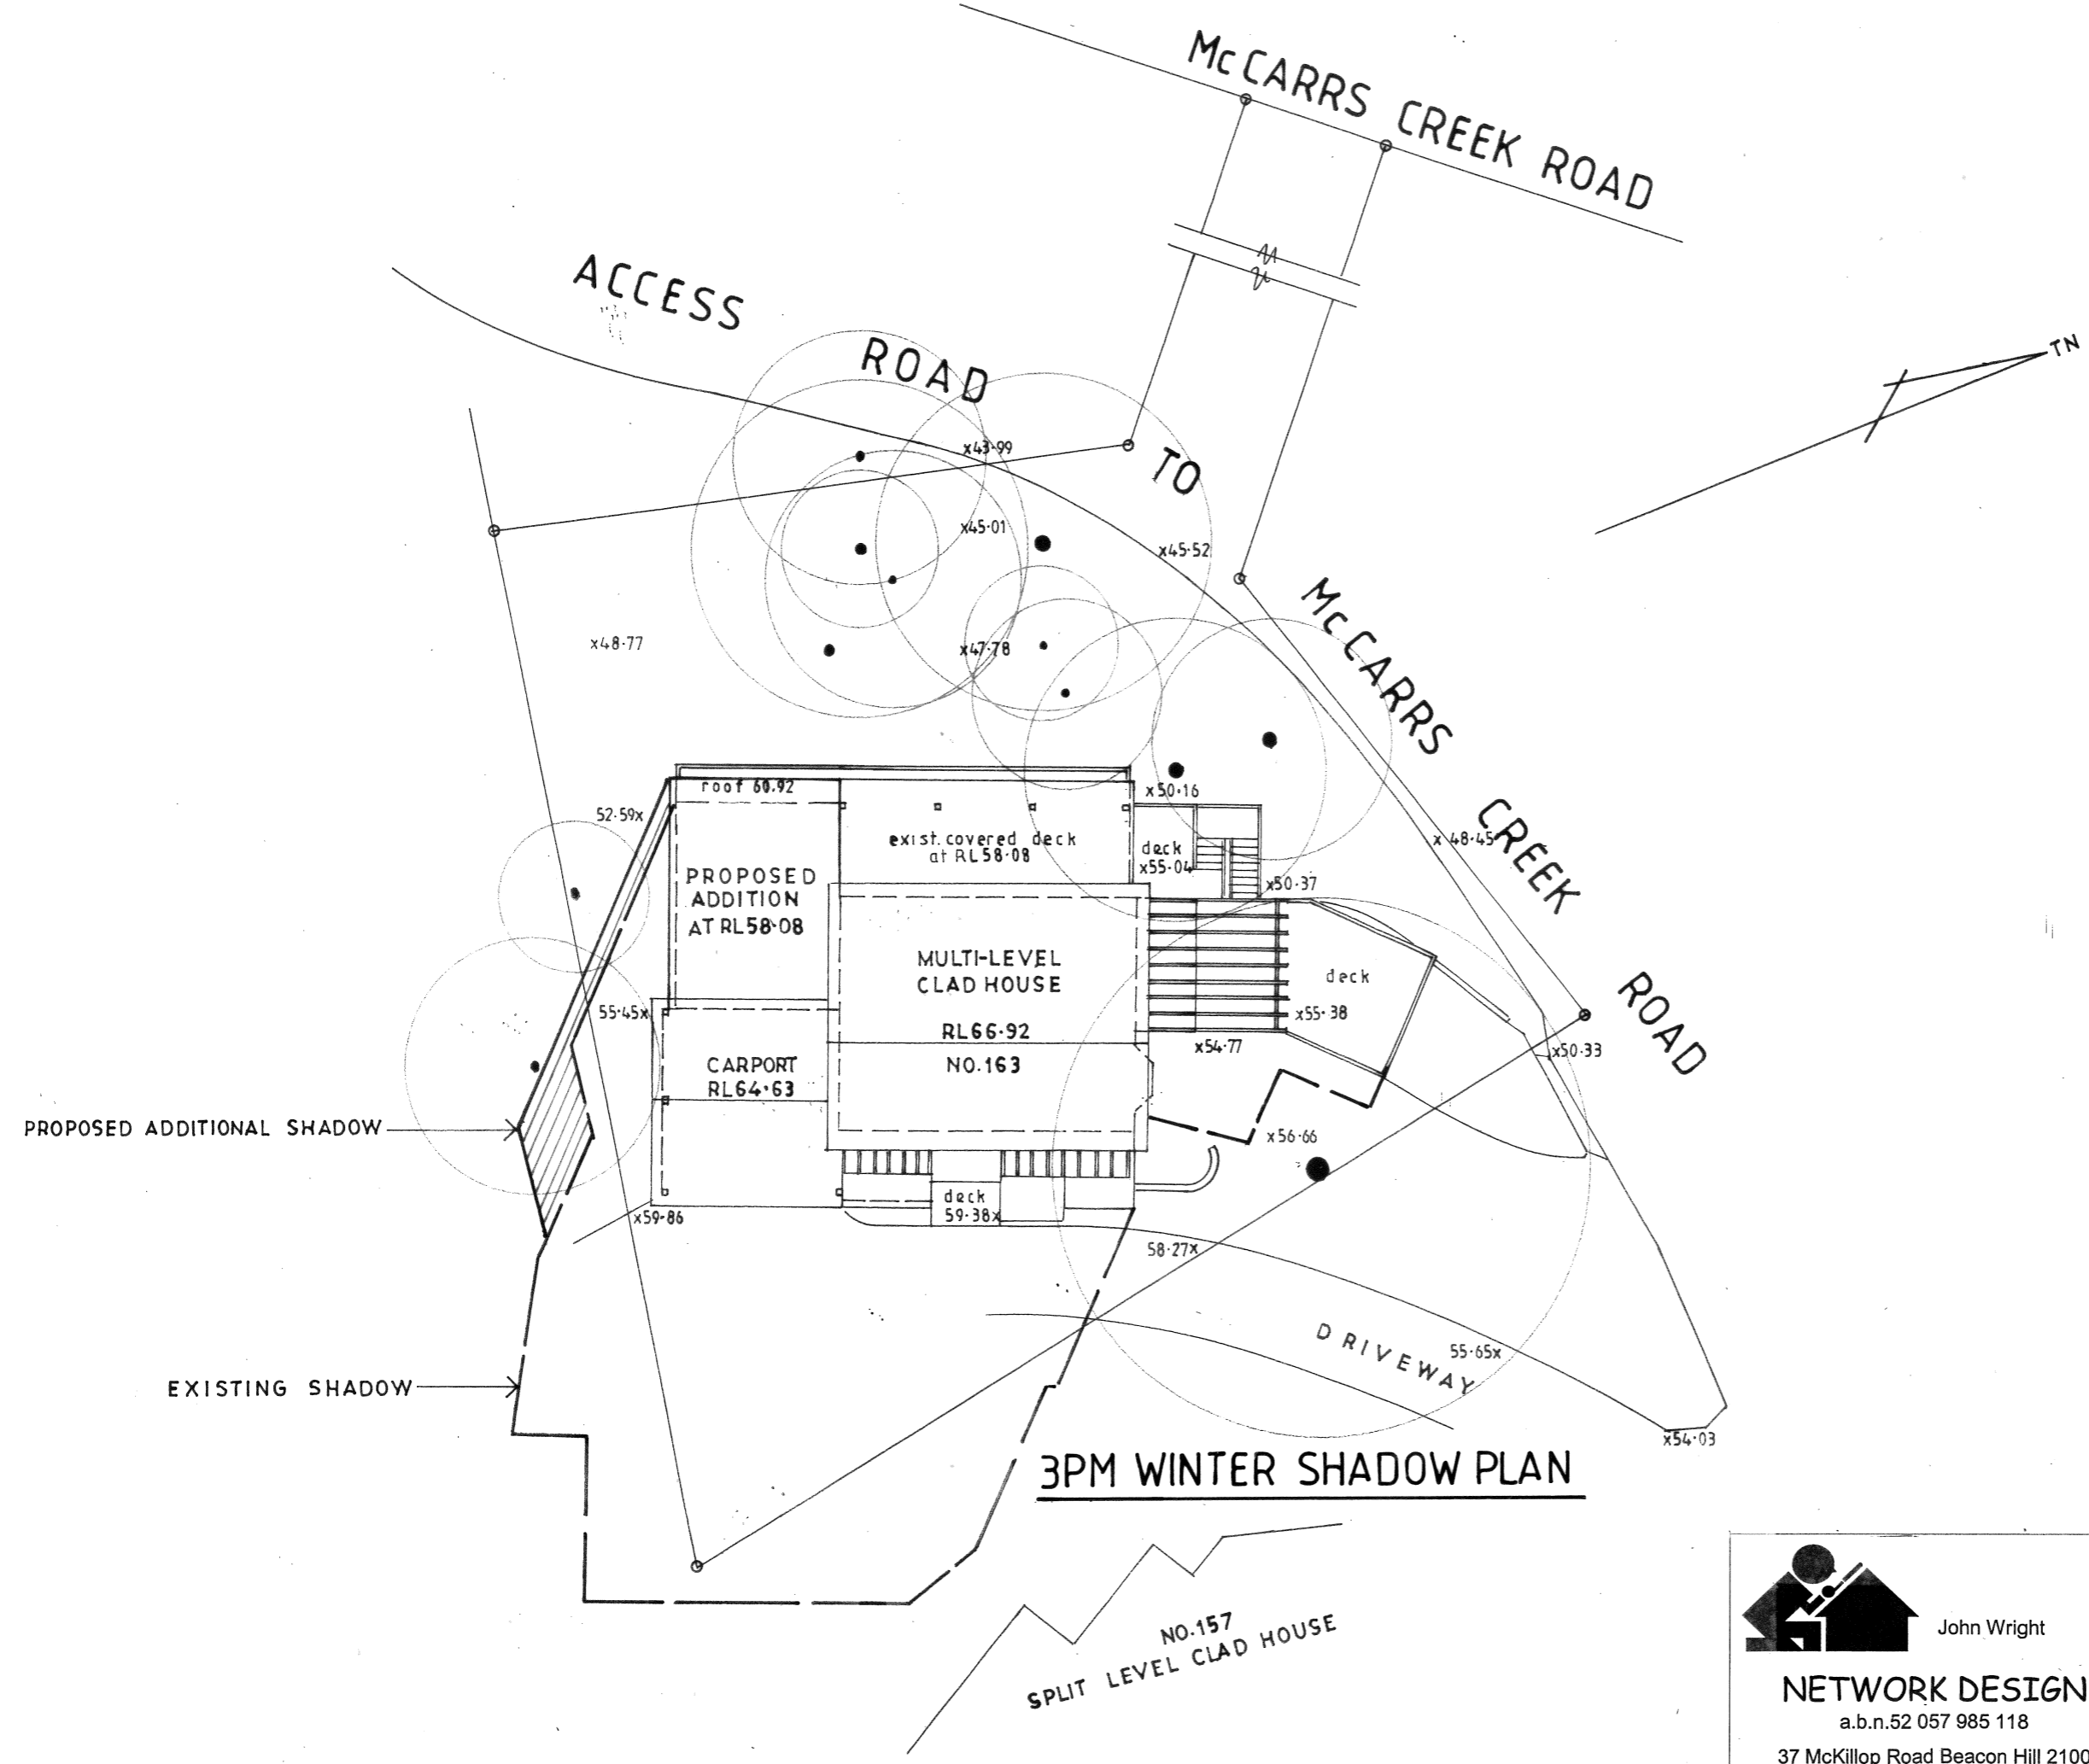 McCARRS CREEK ROAD
ACCESS ROAD TO McCARRS CREEK ROAD
TN
x43·99
x45·01
x45·52
x48·77
x47·78
roof 60.92
x50·16
52·59x
exist. covered deck
at RL58·08
deck
x55·04
x48·45
x50·37
PROPOSED
ADDITION
AT RL58·08
MULTI-LEVEL
CLAD HOUSE
RL66·92
NO.163
deck
x55·38
55·45x
x54·77
x50·33
CARPORT
RL64·63
PROPOSED ADDITIONAL SHADOW
x56·66
deck
59·38x
x59·86
58·27x
DRIVEWAY
55·65x
EXISTING SHADOW
x54·03
3PM WINTER SHADOW PLAN
NO.157
SPLIT LEVEL CLAD HOUSE
John Wright
NETWORK DESIGN
a.b.n.52 057 985 118
37 McKillop Road Beacon Hill 2100